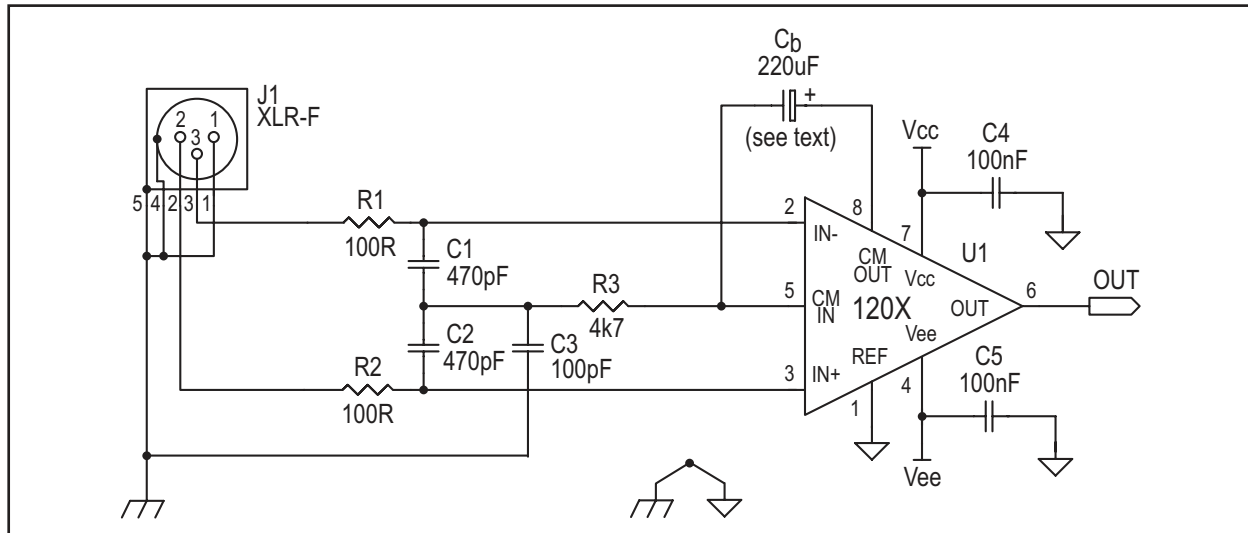 Cb
220uF
+
(see text)
J1
XLR-F
2
3
1
5
4
2
3
1
R1
100R
C1
470pF
R3
4k7
C2
470pF
C3
100pF
R2
100R
Vcc
C4
100nF
2
8
7
U1
IN-
CM
OUT
Vcc
5
CM
IN
120X
OUT
6
OUT
Vee
REF
3
IN+
1
4
C5
100nF
Vee